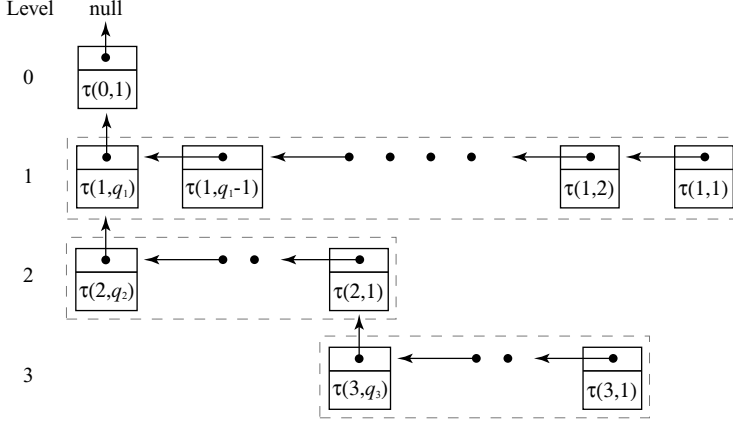 Level null
0
τ(0,1)
1
τ(1,q₁) τ(1,q₁-1) τ(1,2) τ(1,1)
2
τ(2,q₂) τ(2,1)
3
τ(3,q₃) τ(3,1)